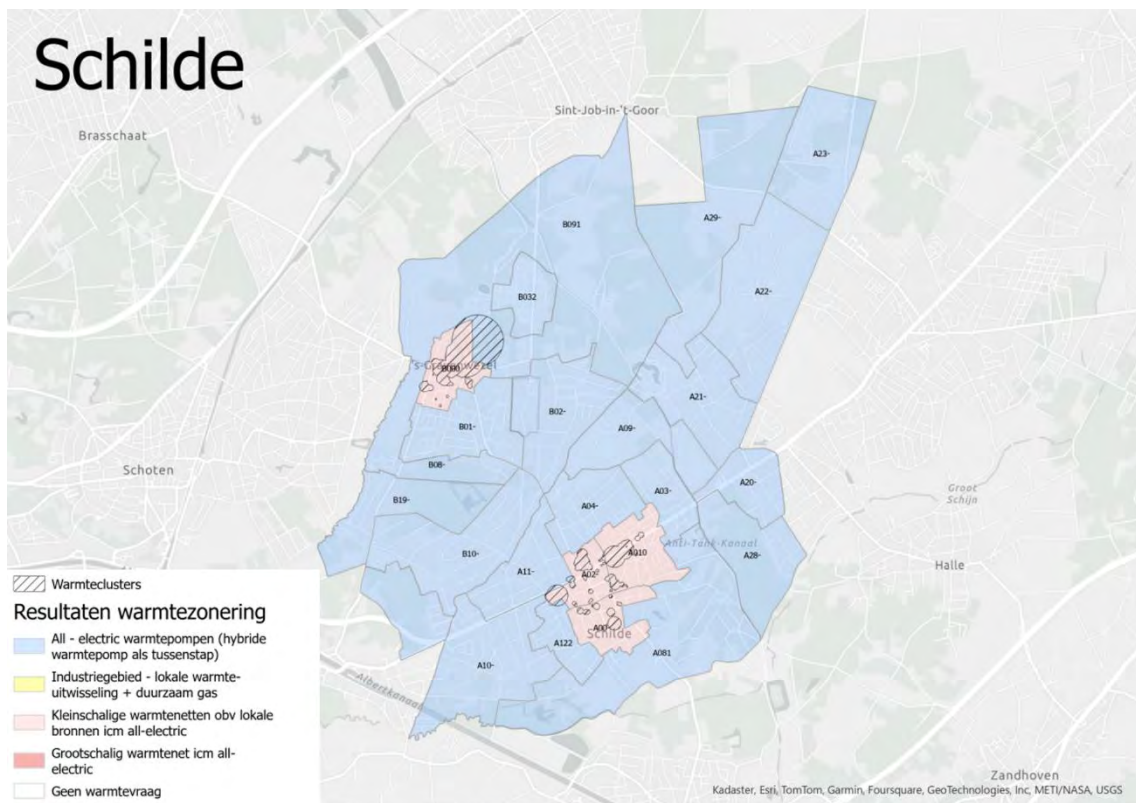 Schilde
Sint-Job-in-'t-Goor
Brasschaat
A23-
B091
A29-
A22-
B032
A21-
B02-
B01-
A09-
Schoten
B08-
A03-
A20-
Groot
Schijn
B19-
A04-
Anti-Tank-Kanaal
B10-
A010
A28-
A11-
A02-
Halle
Warmteclusters
Schilde
A122
A081
Resultaten warmtezonering
A10-
All - electric warmtepompen (hybride
warmtepomp als tussenstap)
Albertkanaal
Industriegebied - lokale warmte-
uitwisseling + duurzaam gas
Kleinschalige warmtenetten obv lokale
bronnen icm all-electric
Grootschalig warmtenet icm all-
electric
Zandhoven
Geen warmtevraag
Kadaster, Esri, TomTom, Garmin, Foursquare, GeoTechnologies, Inc, METI/NASA, USGS